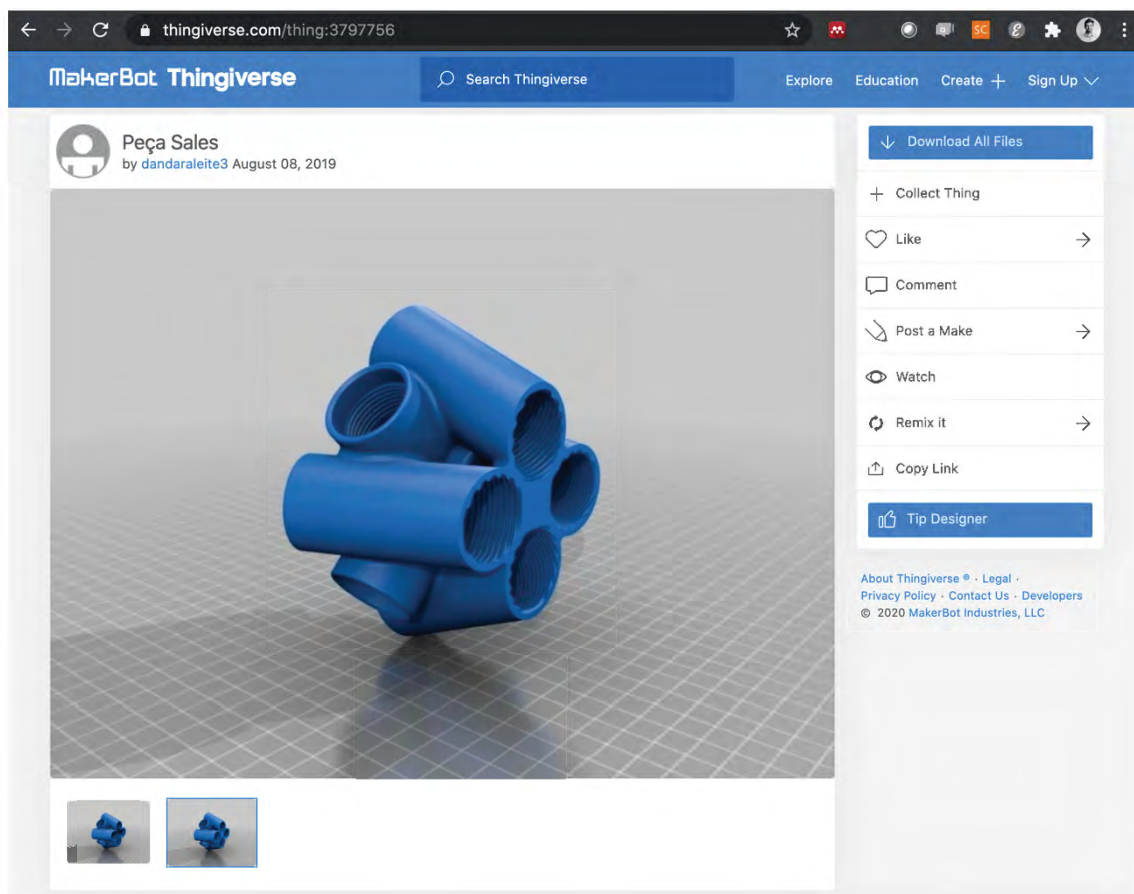 thingiverse.com/thing:3797756
SC
MakerBot Thingiverse
Search Thingiverse
Explore Education Create Sign Up
Peça Sales
by dandaraleite3 August 08, 2019
Download All Files
Collect Thing
Like
Comment
Post a Make
Watch
Remix it
Copy Link
Tip Designer
About Thingiverse ® · Legal ·
Privacy Policy · Contact Us · Developers
© 2020 MakerBot Industries, LLC